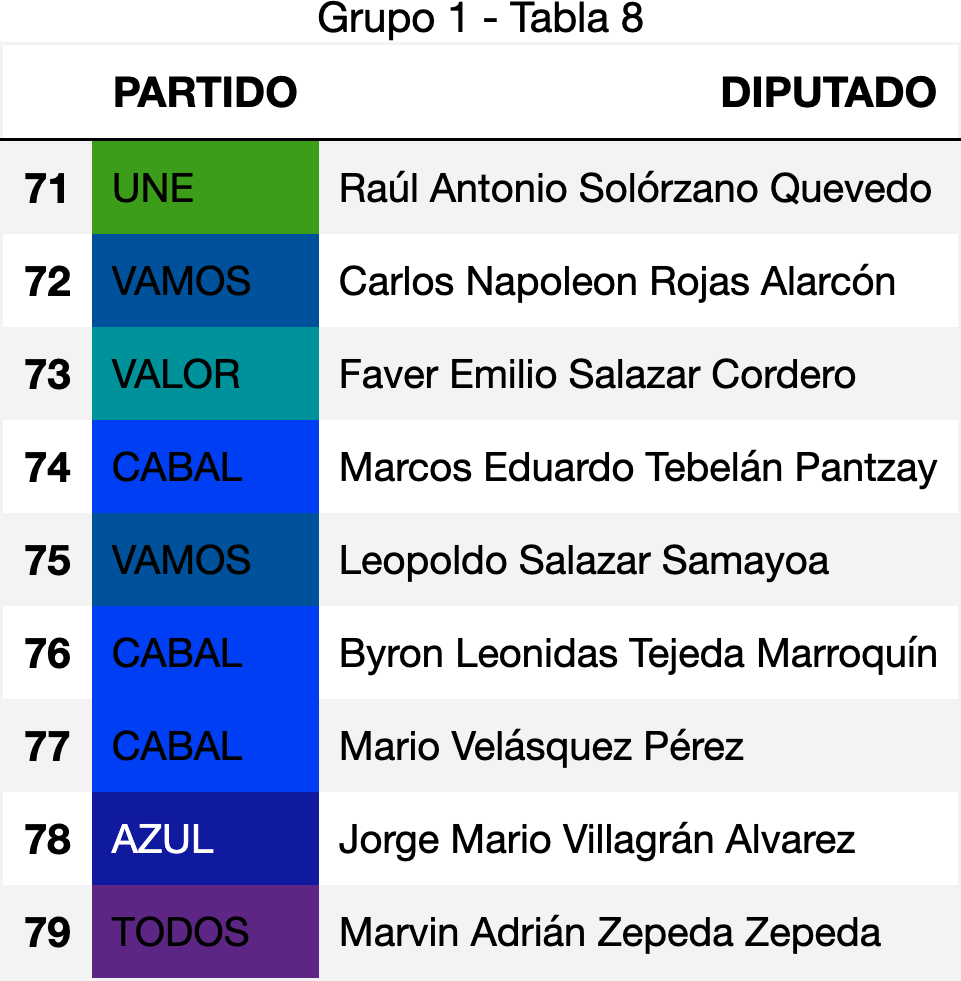 Grupo 1 - Tabla 8
PARTIDO DIPUTADO
71 UNE Raúl Antonio Solórzano Quevedo
72 VAMOS Carlos Napoleon Rojas Alarcón
73 VALOR Faver Emilio Salazar Cordero
74 CABAL Marcos Eduardo Tebelán Pantzay
75 VAMOS Leopoldo Salazar Samayoa
76 CABAL Byron Leonidas Tejeda Marroquín
77 CABAL Mario Velásquez Pérez
78 AZUL Jorge Mario Villagrán Alvarez
79 TODOS Marvin Adrián Zepeda Zepeda